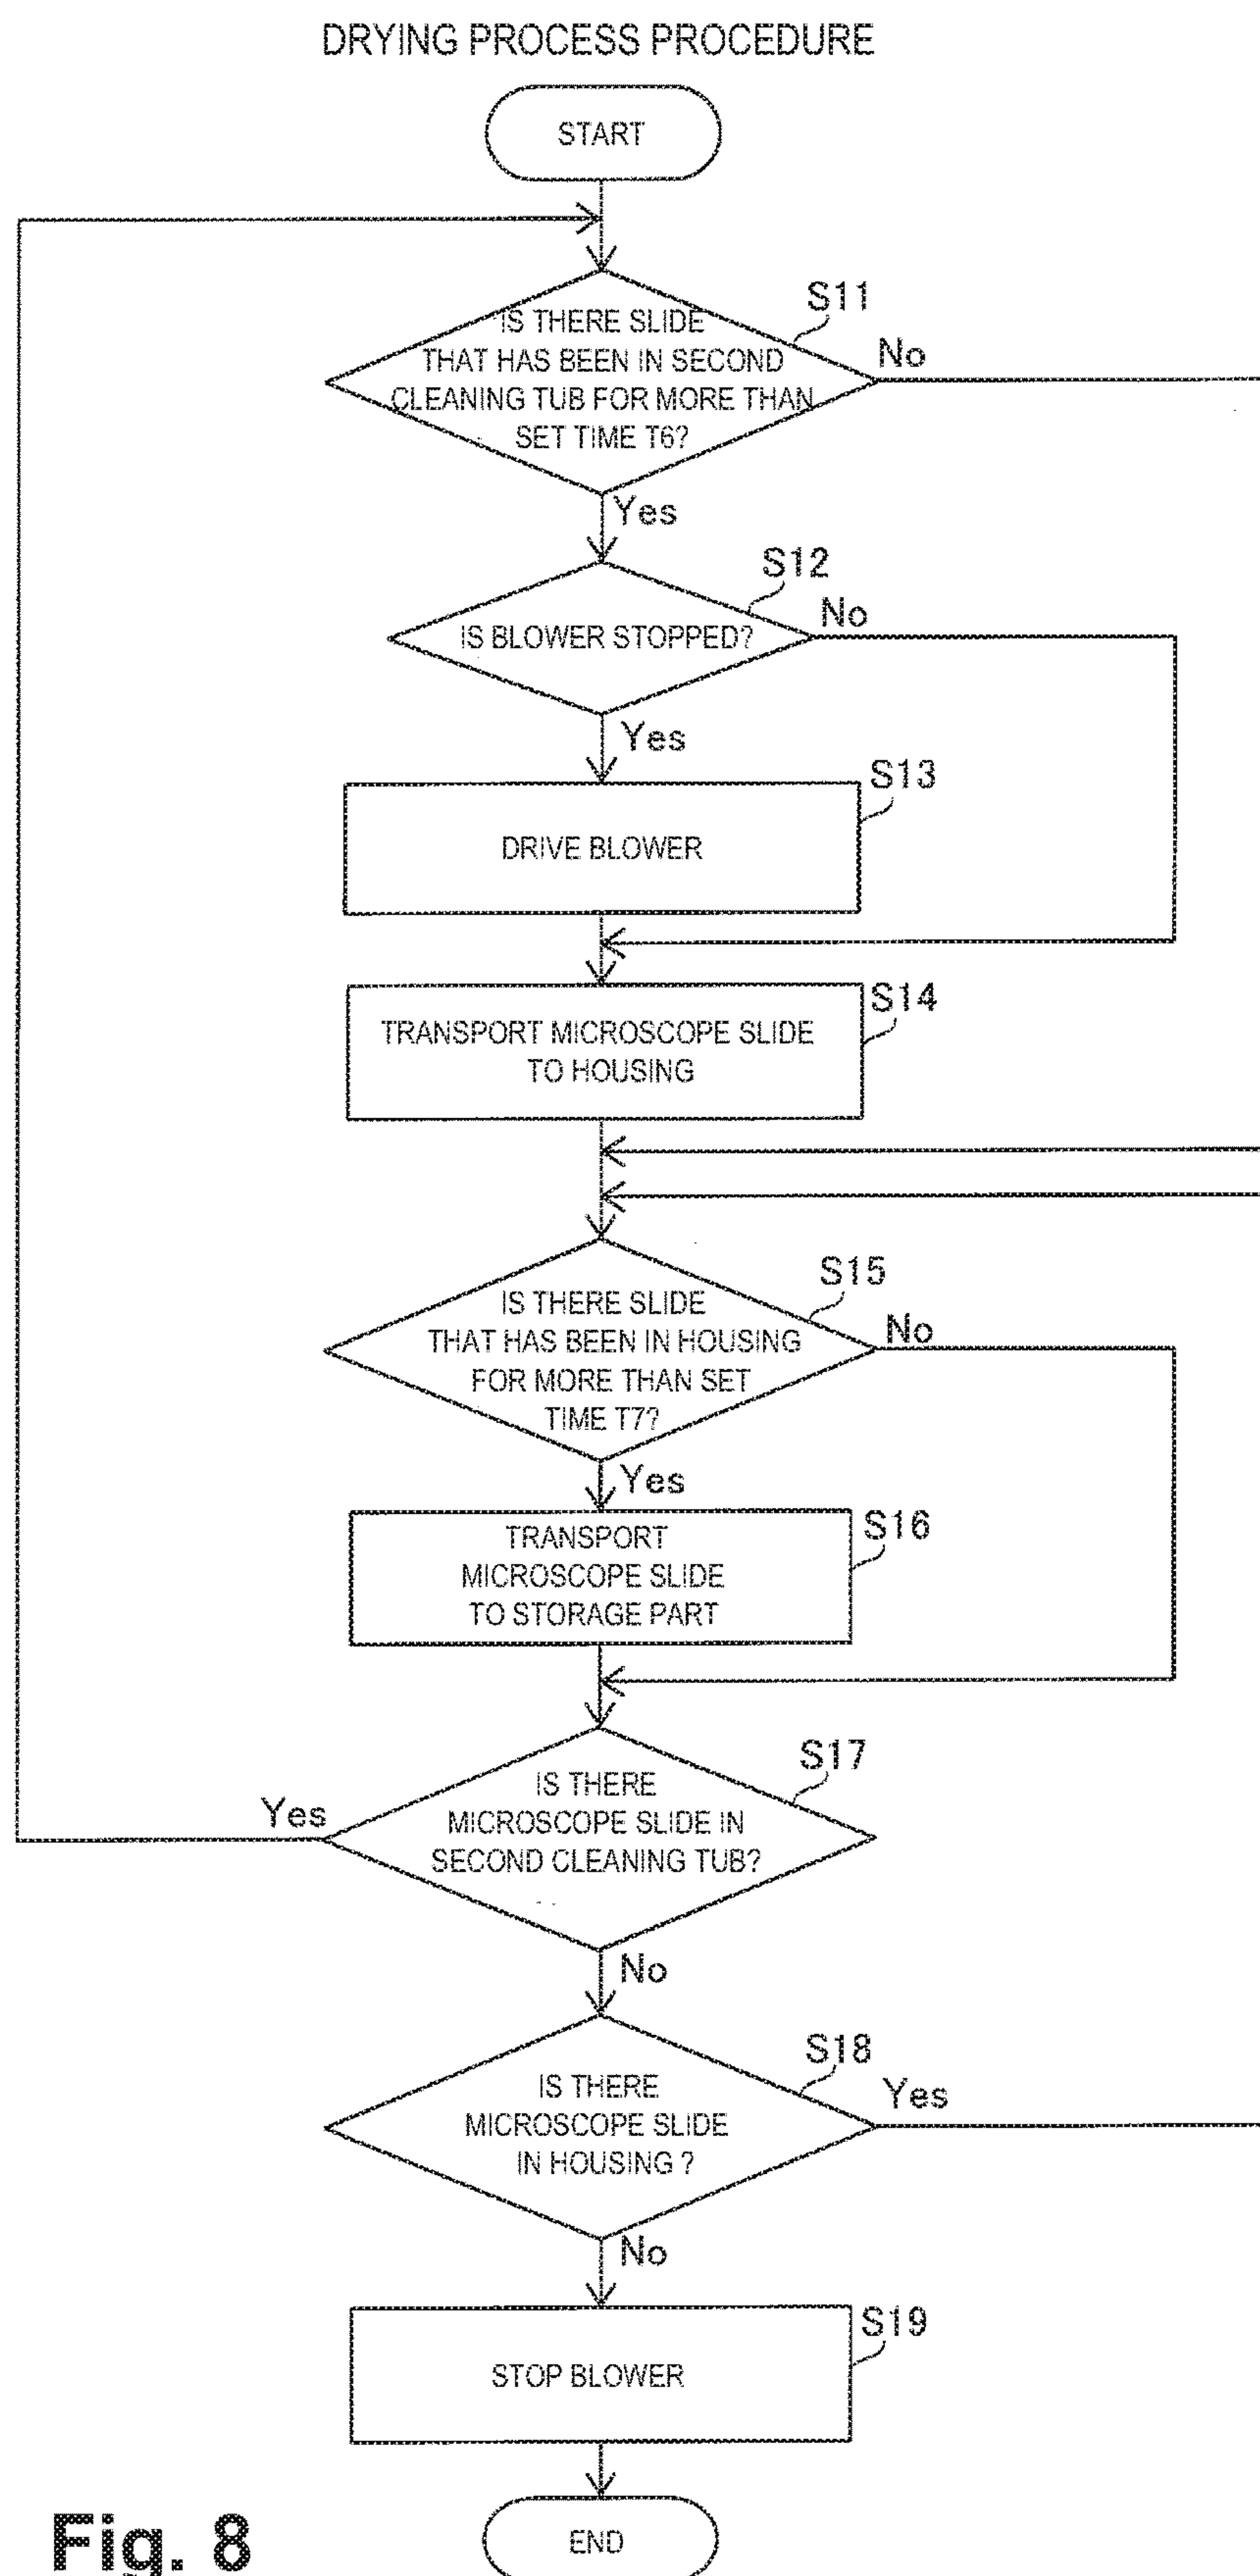 DRYING PROCESS PROCEDURE
START
S11
IS THERE SLIDE
THAT HAS BEEN IN SECOND
CLEANING TUB FOR MORE THAN
SET TIME T6?
No
Yes
S12
IS BLOWER STOPPED?
No
Yes
S13
DRIVE BLOWER
S14
TRANSPORT MICROSCOPE SLIDE
TO HOUSING
S15
IS THERE SLIDE
THAT HAS BEEN IN HOUSING
FOR MORE THAN SET
TIME T7?
No
Yes
S16
TRANSPORT
MICROSCOPE SLIDE
TO STORAGE PART
S17
IS THERE
MICROSCOPE SLIDE IN
SECOND CLEANING TUB?
Yes
No
S18
IS THERE
MICROSCOPE SLIDE
IN HOUSING ?
Yes
No
S19
STOP BLOWER
END
Fig. 8